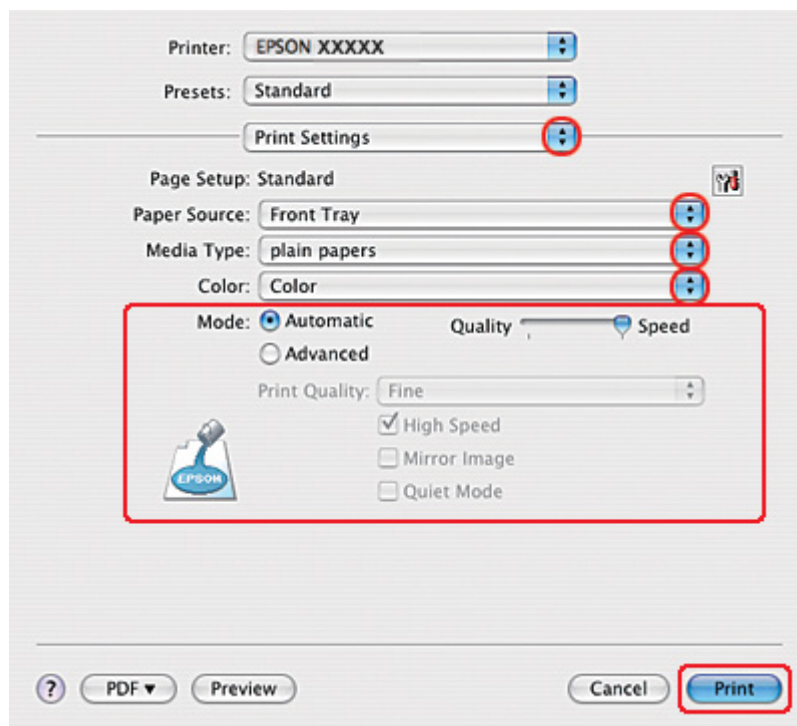 Printer: EPSON XXXXX
Presets: Standard
Print Settings
Page Setup: Standard
Paper Source: Front Tray
Media Type: plain papers
Color: Color
Mode: Automatic Quality Speed
Advanced
Print Quality: Fine
High Speed
Mirror Image
EPSON
Quiet Mode
? PDF Preview Cancel Print